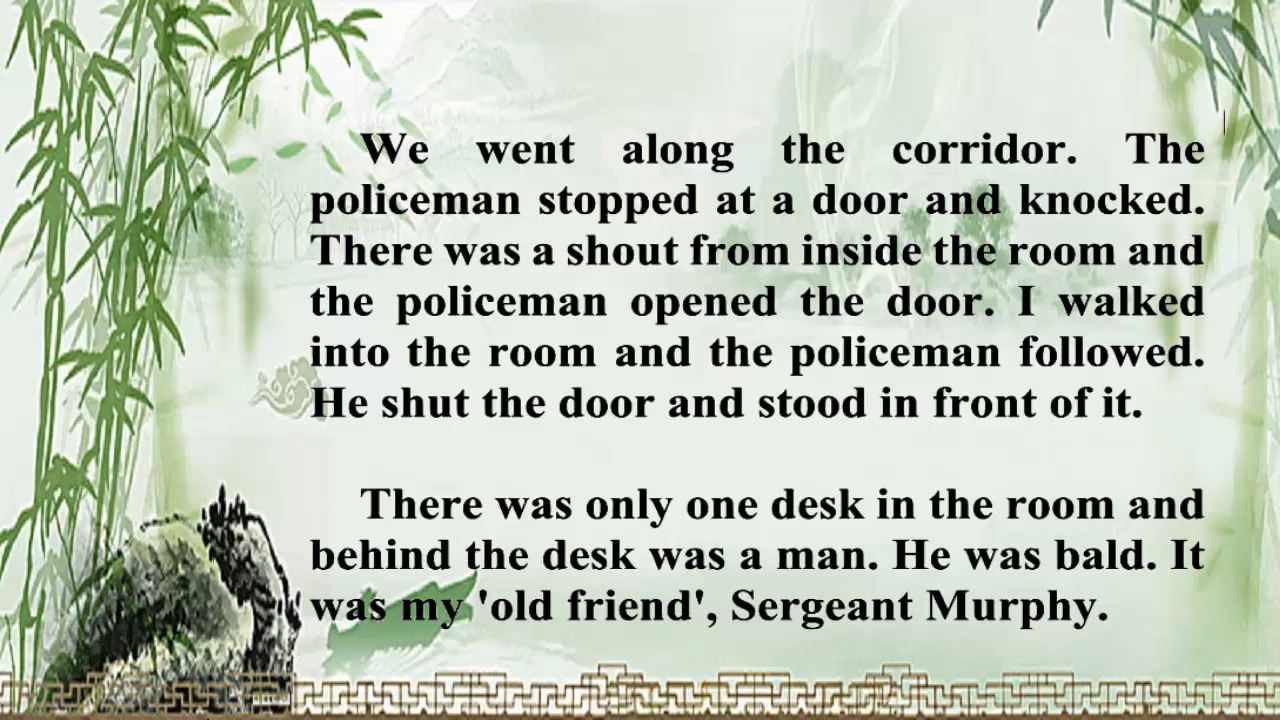 We went along the corridor. The
policeman stopped at a door and knocked.
There was a shout from inside the room and
the policeman opened the door. I walked
into the room and the policeman followed.
He shut the door and stood in front of it.
There was only one desk in the room and
behind the desk was a man. He was bald. It
was my 'old friend', Sergeant Murphy.